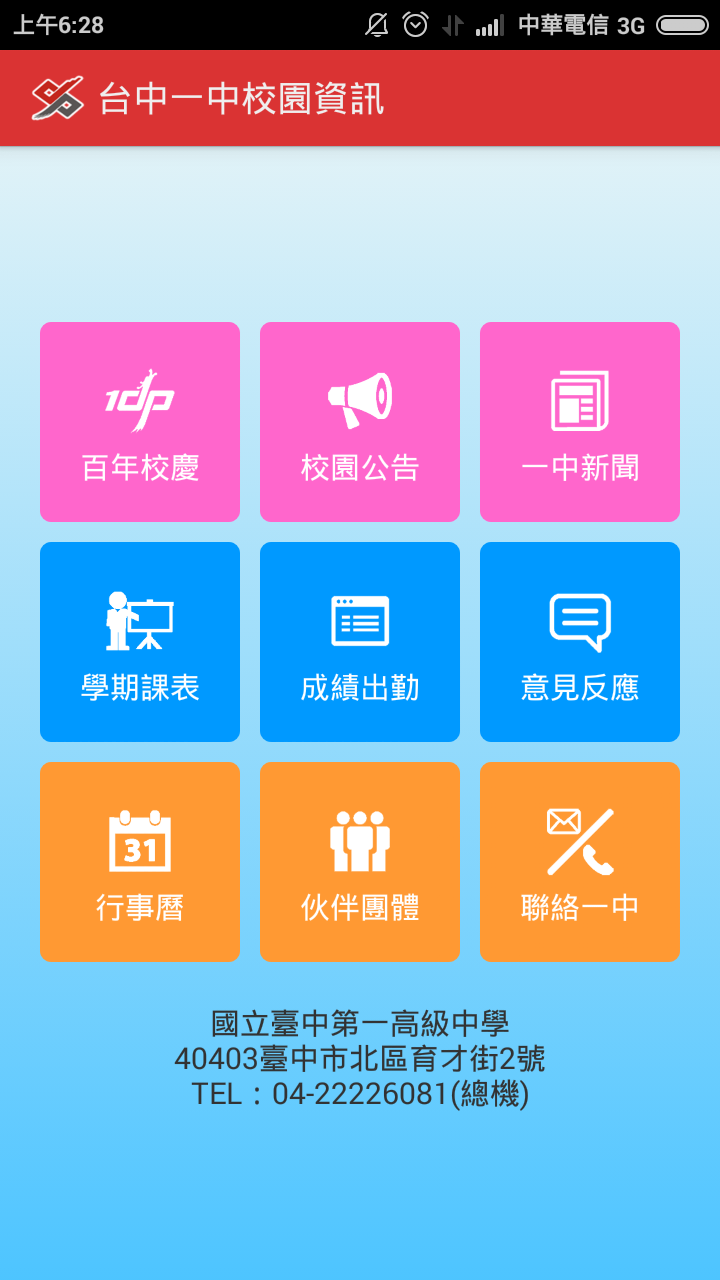 上午6:28
中華電信 3G
台中一中校園資訊
百年校慶
校園公告
一中新聞
學期課表
成績出勤
意見反應
31
行事曆
伙伴團體
聯絡一中
國立臺中第一高級中學
40403臺中市北區育才街2號
TEL：04-22226081(總機)